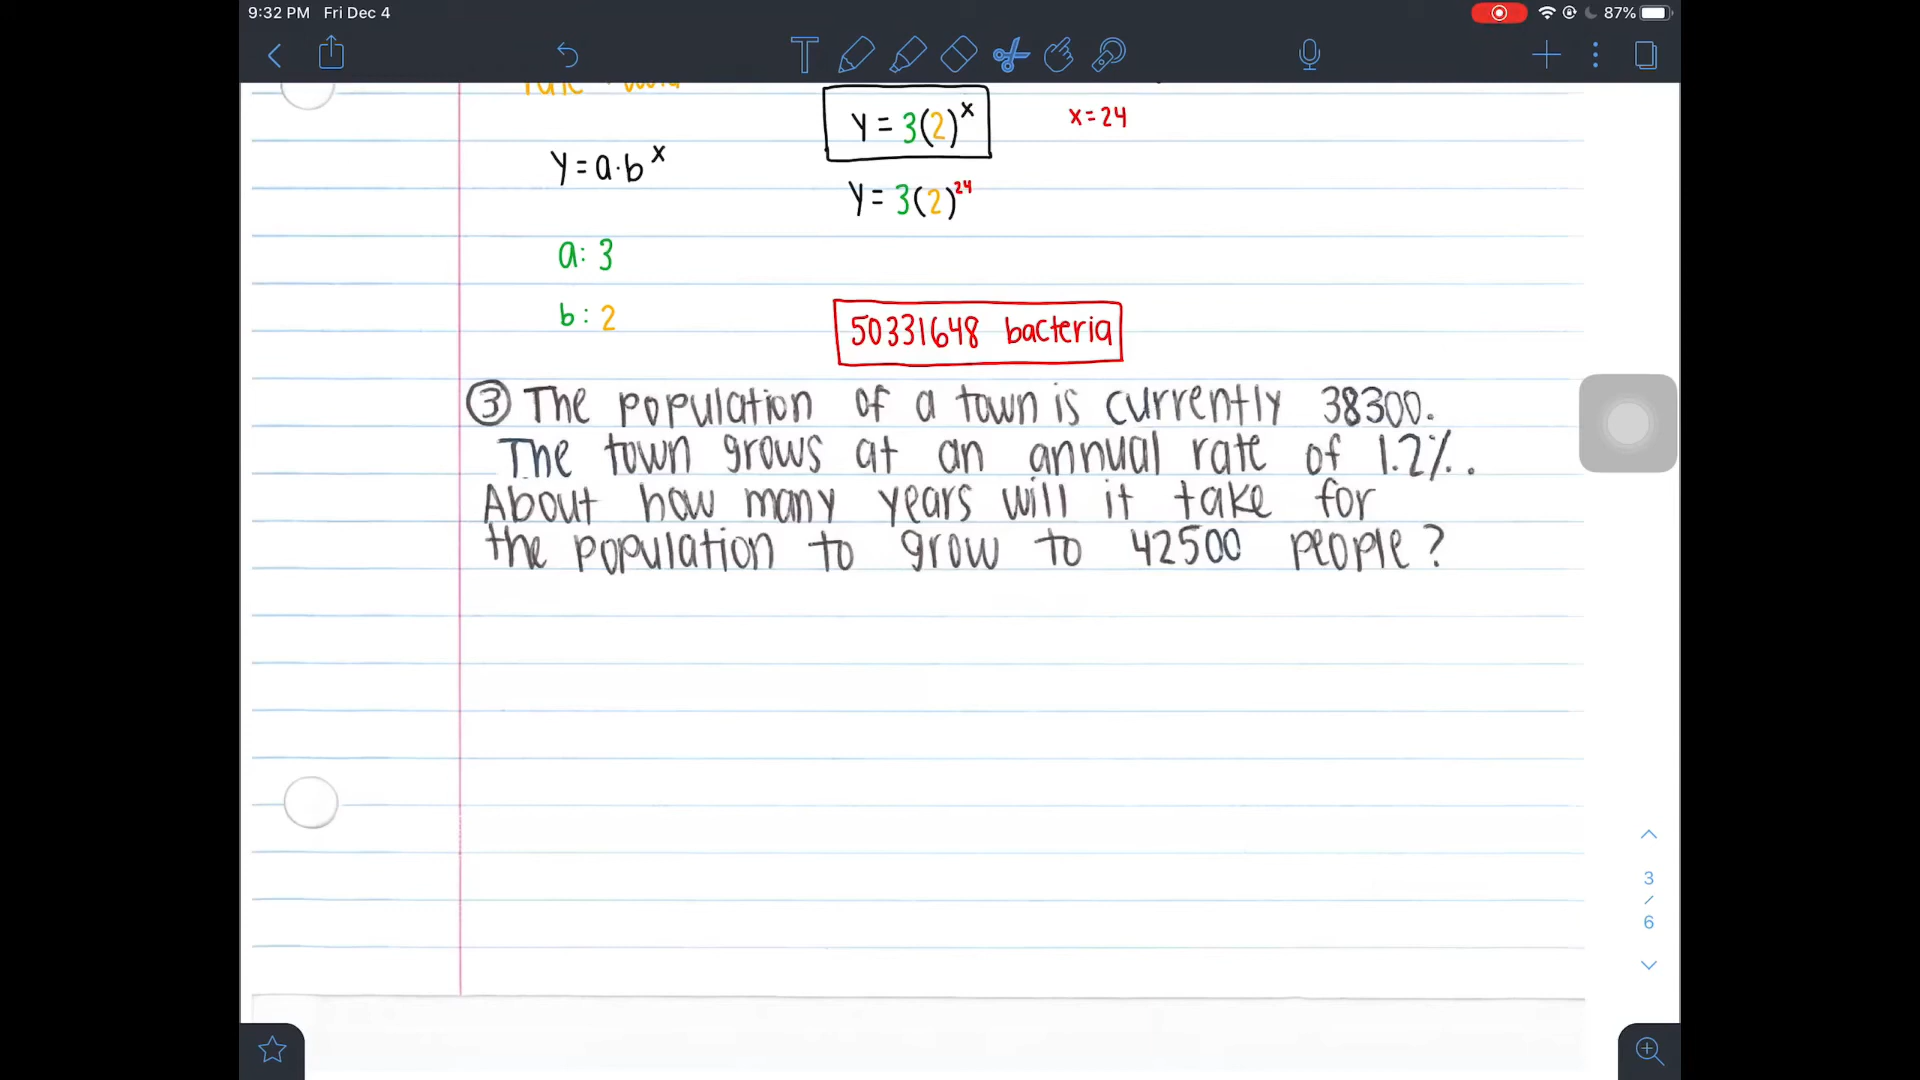 9:32 PM Fri Dec 4
87%
y = 3(2)^x
x = 24
y = a · b^x
y = 3(2)^24
a: 3
b: 2
50331648 bacteria
③ The population of a town is currently 38300.
The town grows at an annual rate of 1.2%.
About how many years will it take for
the population to grow to 42500 people?
3
/
6